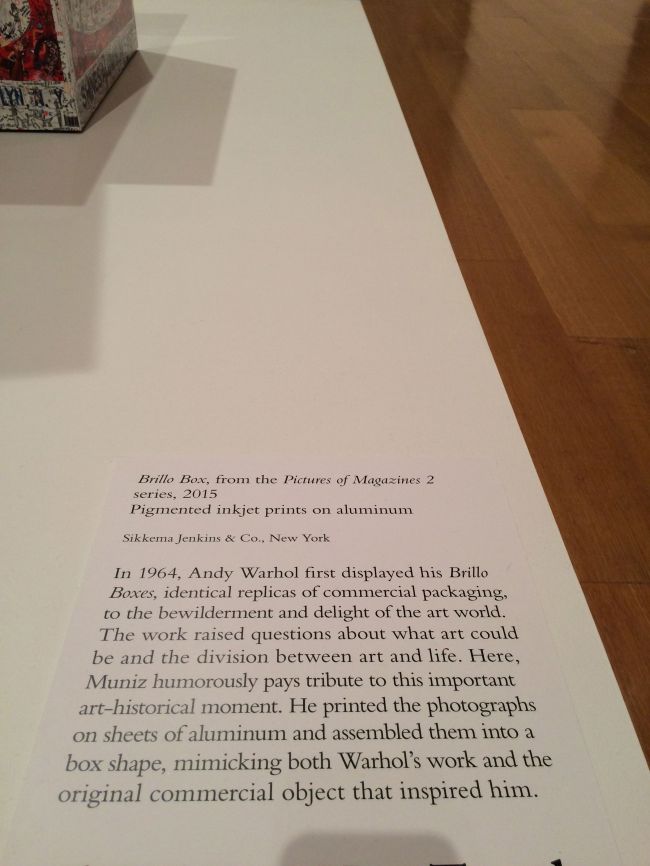 LYN N.Y.
Brillo Box, from the Pictures of Magazines 2
series, 2015
Pigmented inkjet prints on aluminum
Sikkema Jenkins & Co., New York
In 1964, Andy Warhol first displayed his Brillo
Boxes, identical replicas of commercial packaging,
to the bewilderment and delight of the art world.
The work raised questions about what art could
be and the division between art and life. Here,
Muniz humorously pays tribute to this important
art-historical moment. He printed the photographs
on sheets of aluminum and assembled them into a
box shape, mimicking both Warhol's work and the
original commercial object that inspired him.